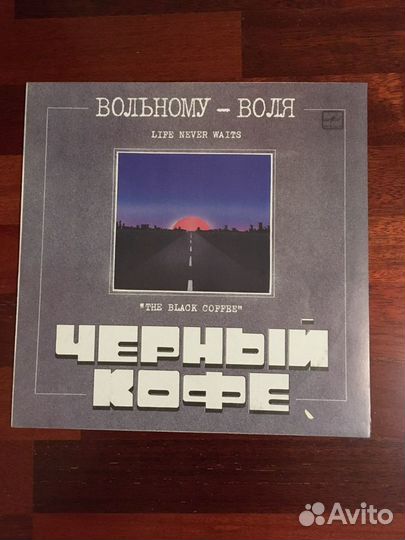 ВОЛЬНОМУ – ВОЛЯ
LIFE NEVER WAITS
"THE BLACK COFFEE"
ЧЕРНЫЙ
КОФЕ
Avito